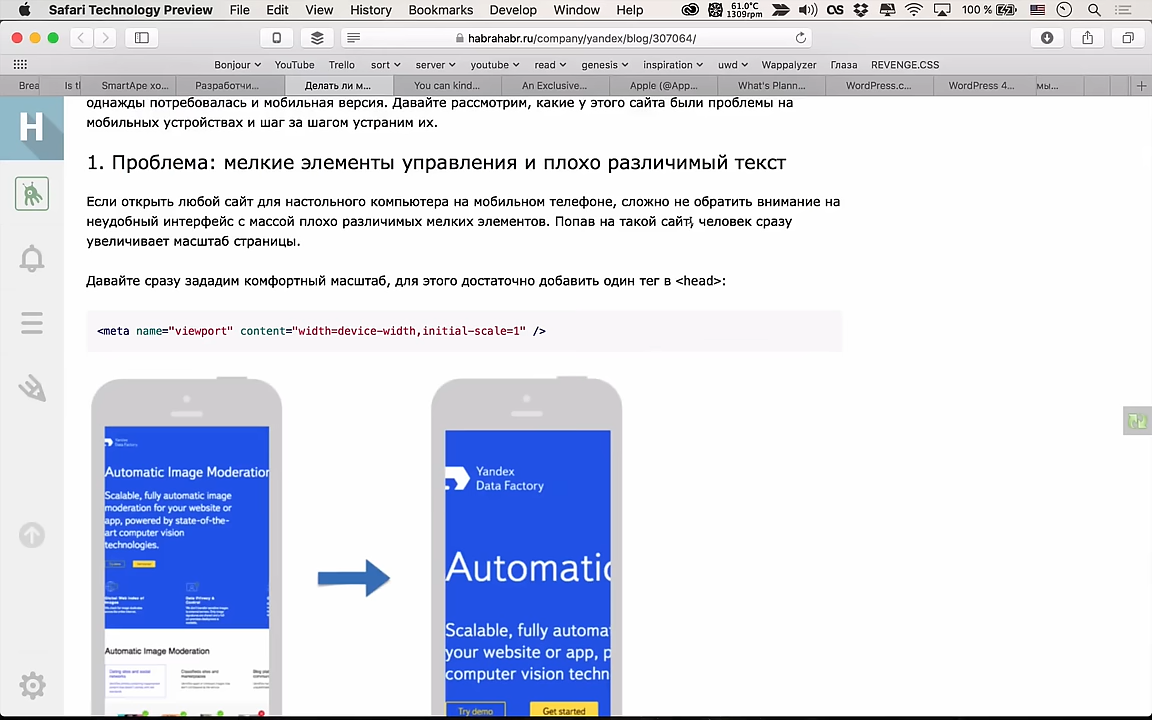 Safari Technology Preview File Edit View History Bookmarks Develop Window Help 61.0°C 1309rpm 100 %
habrahabr.ru/company/yandex/blog/307064/
Bonjour YouTube Trello sort server youtube read genesis inspiration uwd Wappalyzer Глаза REVENGE.CSS
Brea Is tl SmartApe хо... Разработчи... Делать ли м... You can kind... An Exclusive... Apple (@App... What's Plann... WordPress.c... WordPress 4... мы...
однажды потребовалась и мобильная версия. Давайте рассмотрим, какие у этого сайта были проблемы на
мобильных устройствах и шаг за шагом устраним их.
1. Проблема: мелкие элементы управления и плохо различимый текст
Если открыть любой сайт для настольного компьютера на мобильном телефоне, сложно не обратить внимание на
неудобный интерфейс с массой плохо различимых мелких элементов. Попав на такой сайт, человек сразу
увеличивает масштаб страницы.
Давайте сразу зададим комфортный масштаб, для этого достаточно добавить один тег в <head>:
<meta name="viewport" content="width=device-width,initial-scale=1" />
Yandex
Data Factory
Automatic Image Moderation
Scalable, fully automatic image
moderation for your website or
app, powered by state-of-the-
art computer vision
technologies.
Automatic Image Moderation
Yandex
Data Factory
Automatic
Scalable, fully automa
your website or app, p
computer vision techn
Try demo Get started